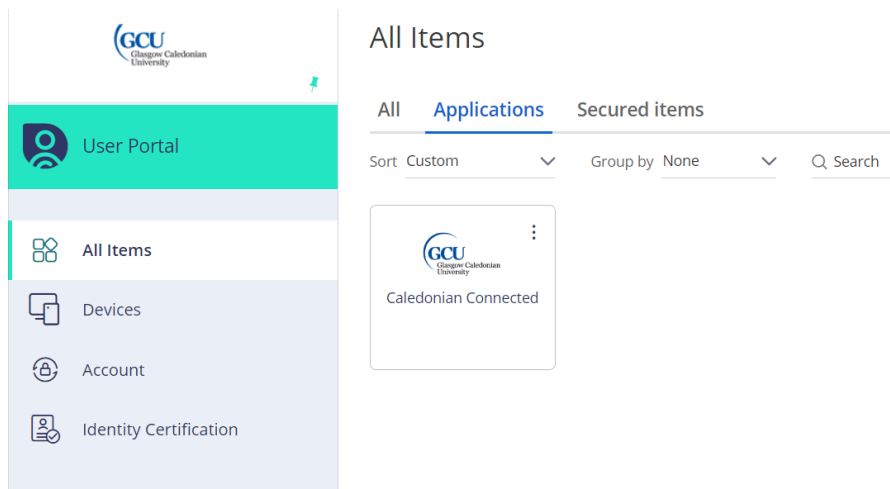 GCU
Glasgow Caledonian
University
User Portal
All Items
Devices
Account
Identity Certification
All Items
All Applications Secured items
Sort Custom Group by None Search
GCU
Glasgow Caledonian
University
Caledonian Connected